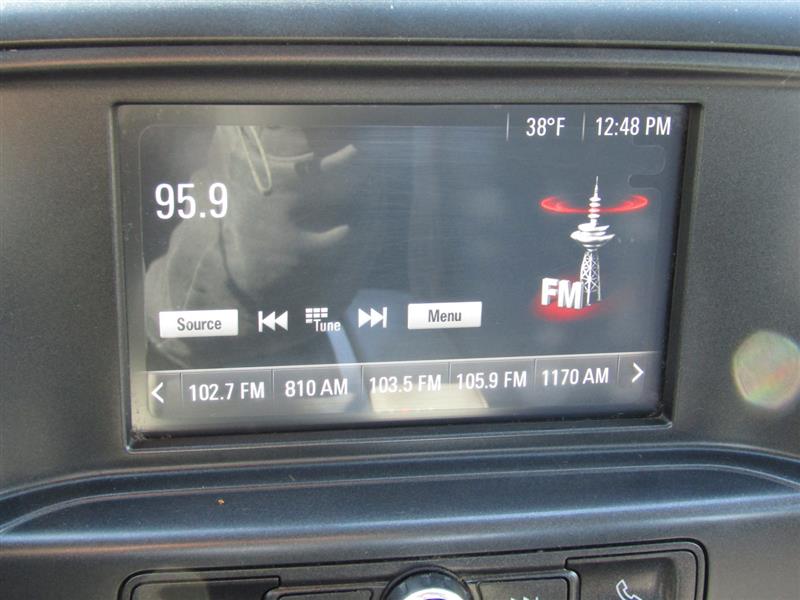 38°F 12:48 PM
95.9
FM
Source Tune Menu
102.7 FM 810 AM 103.5 FM 105.9 FM 1170 AM